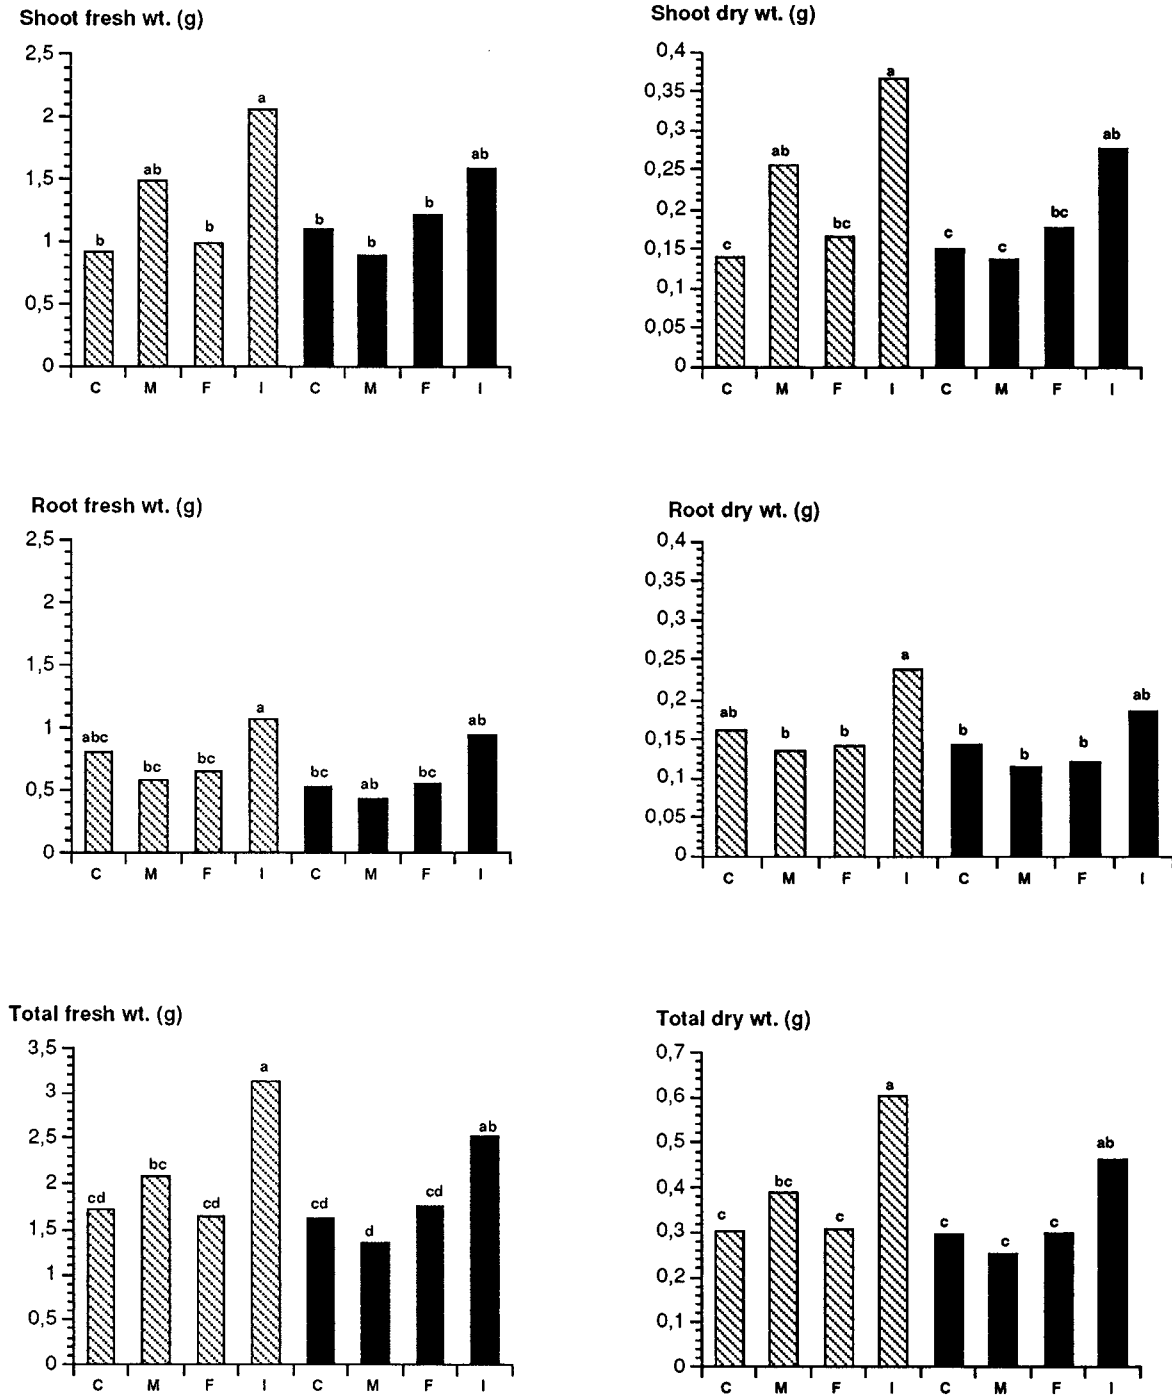 Shoot fresh wt. (g)
2,5
2
1,5
1
0,5
0
b
ab
b
a
b
b
b
ab
C M F I C M F I
Shoot dry wt. (g)
0,4
0,35
0,3
0,25
0,2
0,15
0,1
0,05
0
c
ab
bc
a
c
c
bc
ab
C M F I C M F I
Root fresh wt. (g)
2,5
2
1,5
1
0,5
0
abc
bc
bc
a
bc
ab
bc
ab
C M F I C M F I
Root dry wt. (g)
0,4
0,35
0,3
0,25
0,2
0,15
0,1
0,05
0
ab
b
b
a
b
b
b
ab
C M F I C M F I
Total fresh wt. (g)
3,5
3
2,5
2
1,5
1
0,5
0
cd
bc
cd
a
cd
d
cd
ab
C M F I C M F I
Total dry wt. (g)
0,7
0,6
0,5
0,4
0,3
0,2
0,1
0
c
bc
c
a
c
c
c
ab
C M F I C M F I